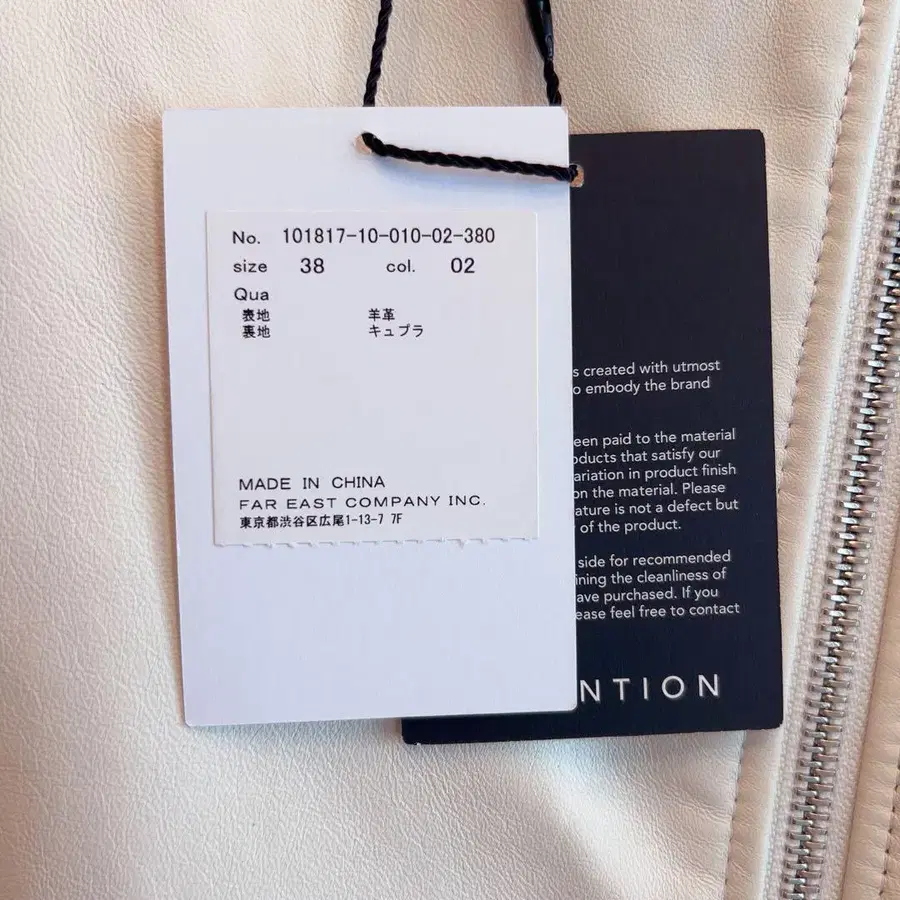 No. 101817-10-010-02-380
size 38 col. 02
Qua
表地 羊革
裏地 キュプラ
MADE IN CHINA
FAR EAST COMPANY INC.
東京都渋谷区広尾1-13-7 7F
s created with utmost
o embody the brand
een paid to the material
oducts that satisfy our
ariation in product finish
on the material. Please
ature is not a defect but
of the product.
side for recommended
ining the cleanliness of
ave purchased. If you
ease feel free to contact
NTION